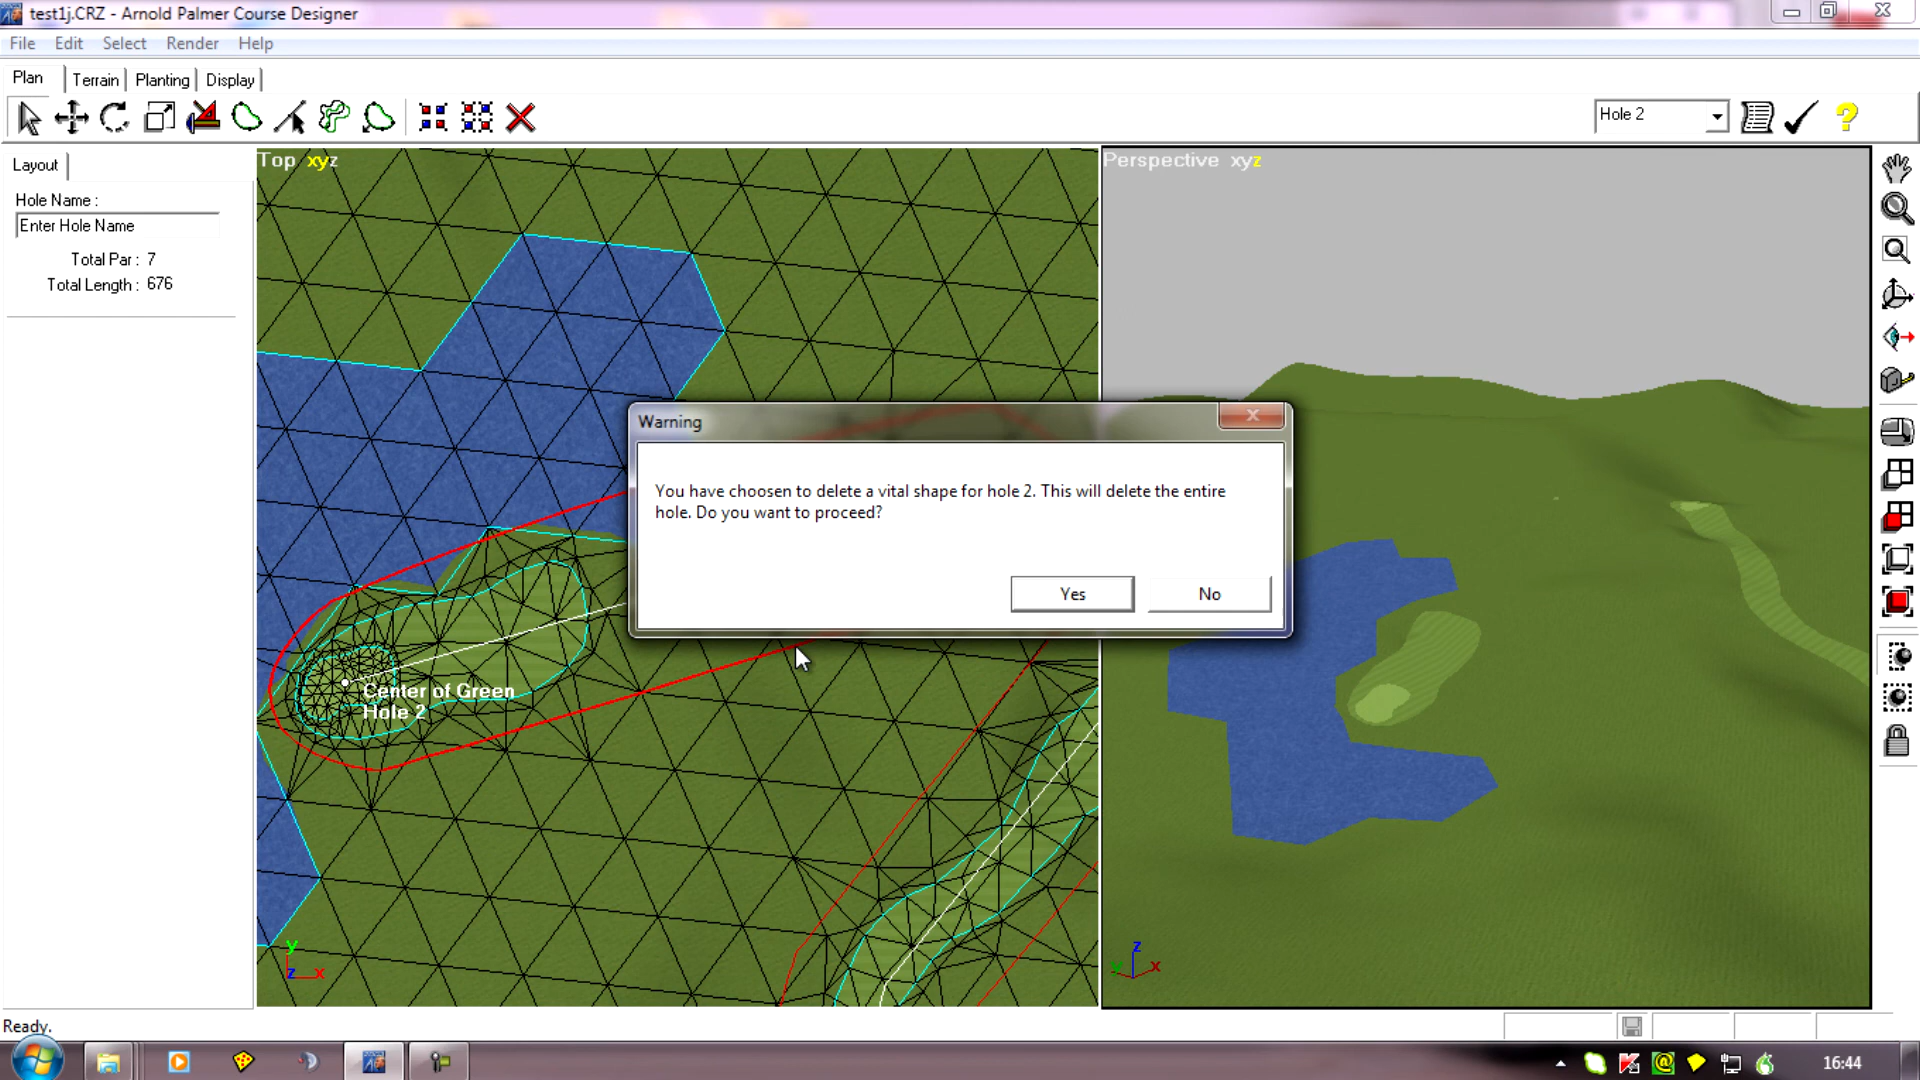 test1j.CRZ - Arnold Palmer Course Designer
File Edit Select Render Help
Plan Terrain Planting Display
Hole 2
Layout
Hole Name :
Enter Hole Name
Total Par : 7
Total Length : 676
Top xyz
Perspective xyz
Warning
You have choosen to delete a vital shape for hole 2. This will delete the entire
hole. Do you want to proceed?
Yes No
Center of Green
Hole 2
y
z x
z
y x
Ready.
16:44